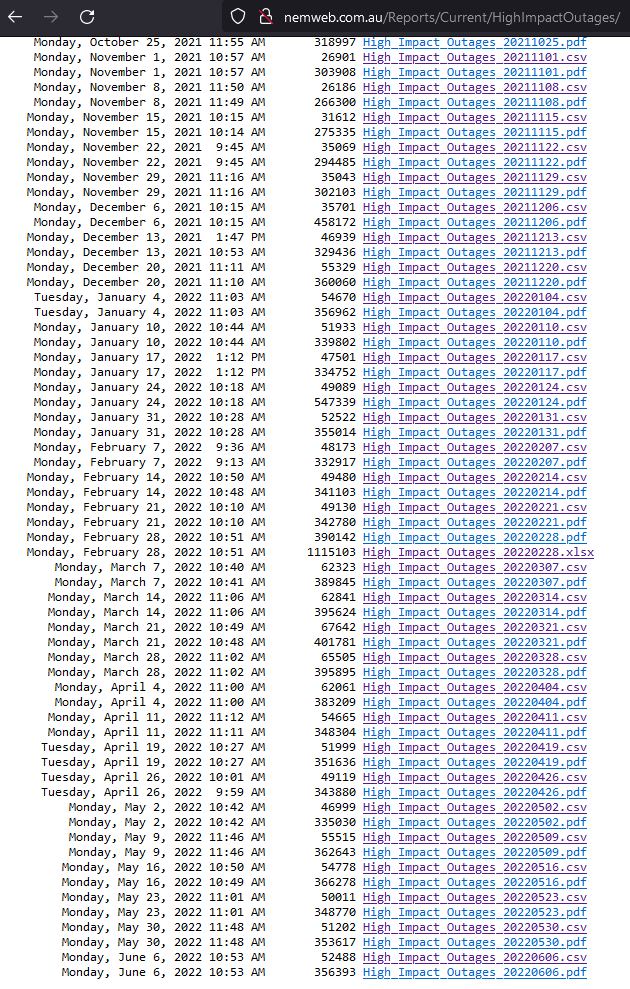 nemweb.com.au/Reports/Current/HighImpactOutages/
Monday, October 25, 2021 11:55 AM 318997 High_Impact_Outages_20211025.pdf
Monday, November 1, 2021 10:57 AM 26901 High_Impact_Outages_20211101.csv
Monday, November 1, 2021 10:57 AM 303908 High_Impact_Outages_20211101.pdf
Monday, November 8, 2021 11:50 AM 26186 High_Impact_Outages_20211108.csv
Monday, November 8, 2021 11:49 AM 266300 High_Impact_Outages_20211108.pdf
Monday, November 15, 2021 10:15 AM 31612 High_Impact_Outages_20211115.csv
Monday, November 15, 2021 10:14 AM 275335 High_Impact_Outages_20211115.pdf
Monday, November 22, 2021 9:45 AM 35069 High_Impact_Outages_20211122.csv
Monday, November 22, 2021 9:45 AM 294485 High_Impact_Outages_20211122.pdf
Monday, November 29, 2021 11:16 AM 35043 High_Impact_Outages_20211129.csv
Monday, November 29, 2021 11:16 AM 302103 High_Impact_Outages_20211129.pdf
Monday, December 6, 2021 10:15 AM 35701 High_Impact_Outages_20211206.csv
Monday, December 6, 2021 10:15 AM 458172 High_Impact_Outages_20211206.pdf
Monday, December 13, 2021 1:47 PM 46939 High_Impact_Outages_20211213.csv
Monday, December 13, 2021 10:53 AM 329436 High_Impact_Outages_20211213.pdf
Monday, December 20, 2021 11:11 AM 55329 High_Impact_Outages_20211220.csv
Monday, December 20, 2021 11:10 AM 360060 High_Impact_Outages_20211220.pdf
Tuesday, January 4, 2022 11:03 AM 54670 High_Impact_Outages_20220104.csv
Tuesday, January 4, 2022 11:03 AM 356962 High_Impact_Outages_20220104.pdf
Monday, January 10, 2022 10:44 AM 51933 High_Impact_Outages_20220110.csv
Monday, January 10, 2022 10:44 AM 339802 High_Impact_Outages_20220110.pdf
Monday, January 17, 2022 1:12 PM 47501 High_Impact_Outages_20220117.csv
Monday, January 17, 2022 1:12 PM 334752 High_Impact_Outages_20220117.pdf
Monday, January 24, 2022 10:18 AM 49089 High_Impact_Outages_20220124.csv
Monday, January 24, 2022 10:18 AM 547339 High_Impact_Outages_20220124.pdf
Monday, January 31, 2022 10:28 AM 52522 High_Impact_Outages_20220131.csv
Monday, January 31, 2022 10:28 AM 355014 High_Impact_Outages_20220131.pdf
Monday, February 7, 2022 9:36 AM 48173 High_Impact_Outages_20220207.csv
Monday, February 7, 2022 9:13 AM 332917 High_Impact_Outages_20220207.pdf
Monday, February 14, 2022 10:50 AM 49480 High_Impact_Outages_20220214.csv
Monday, February 14, 2022 10:48 AM 341103 High_Impact_Outages_20220214.pdf
Monday, February 21, 2022 10:10 AM 49130 High_Impact_Outages_20220221.csv
Monday, February 21, 2022 10:10 AM 342780 High_Impact_Outages_20220221.pdf
Monday, February 28, 2022 10:51 AM 390142 High_Impact_Outages_20220228.pdf
Monday, February 28, 2022 10:51 AM 1115103 High_Impact_Outages_20220228.xlsx
Monday, March 7, 2022 10:40 AM 62323 High_Impact_Outages_20220307.csv
Monday, March 7, 2022 10:41 AM 389845 High_Impact_Outages_20220307.pdf
Monday, March 14, 2022 11:06 AM 62841 High_Impact_Outages_20220314.csv
Monday, March 14, 2022 11:06 AM 395624 High_Impact_Outages_20220314.pdf
Monday, March 21, 2022 10:49 AM 67642 High_Impact_Outages_20220321.csv
Monday, March 21, 2022 10:48 AM 401781 High_Impact_Outages_20220321.pdf
Monday, March 28, 2022 11:02 AM 65505 High_Impact_Outages_20220328.csv
Monday, March 28, 2022 11:02 AM 395895 High_Impact_Outages_20220328.pdf
Monday, April 4, 2022 11:00 AM 62061 High_Impact_Outages_20220404.csv
Monday, April 4, 2022 11:00 AM 383209 High_Impact_Outages_20220404.pdf
Monday, April 11, 2022 11:12 AM 54665 High_Impact_Outages_20220411.csv
Monday, April 11, 2022 11:11 AM 348304 High_Impact_Outages_20220411.pdf
Tuesday, April 19, 2022 10:27 AM 51999 High_Impact_Outages_20220419.csv
Tuesday, April 19, 2022 10:27 AM 351636 High_Impact_Outages_20220419.pdf
Tuesday, April 26, 2022 10:01 AM 49119 High_Impact_Outages_20220426.csv
Tuesday, April 26, 2022 9:59 AM 343880 High_Impact_Outages_20220426.pdf
Monday, May 2, 2022 10:42 AM 46999 High_Impact_Outages_20220502.csv
Monday, May 2, 2022 10:42 AM 335030 High_Impact_Outages_20220502.pdf
Monday, May 9, 2022 11:46 AM 55515 High_Impact_Outages_20220509.csv
Monday, May 9, 2022 11:46 AM 362643 High_Impact_Outages_20220509.pdf
Monday, May 16, 2022 10:50 AM 54778 High_Impact_Outages_20220516.csv
Monday, May 16, 2022 10:49 AM 366278 High_Impact_Outages_20220516.pdf
Monday, May 23, 2022 11:01 AM 50011 High_Impact_Outages_20220523.csv
Monday, May 23, 2022 11:01 AM 348770 High_Impact_Outages_20220523.pdf
Monday, May 30, 2022 11:48 AM 51202 High_Impact_Outages_20220530.csv
Monday, May 30, 2022 11:48 AM 353617 High_Impact_Outages_20220530.pdf
Monday, June 6, 2022 10:53 AM 52488 High_Impact_Outages_20220606.csv
Monday, June 6, 2022 10:53 AM 356393 High_Impact_Outages_20220606.pdf